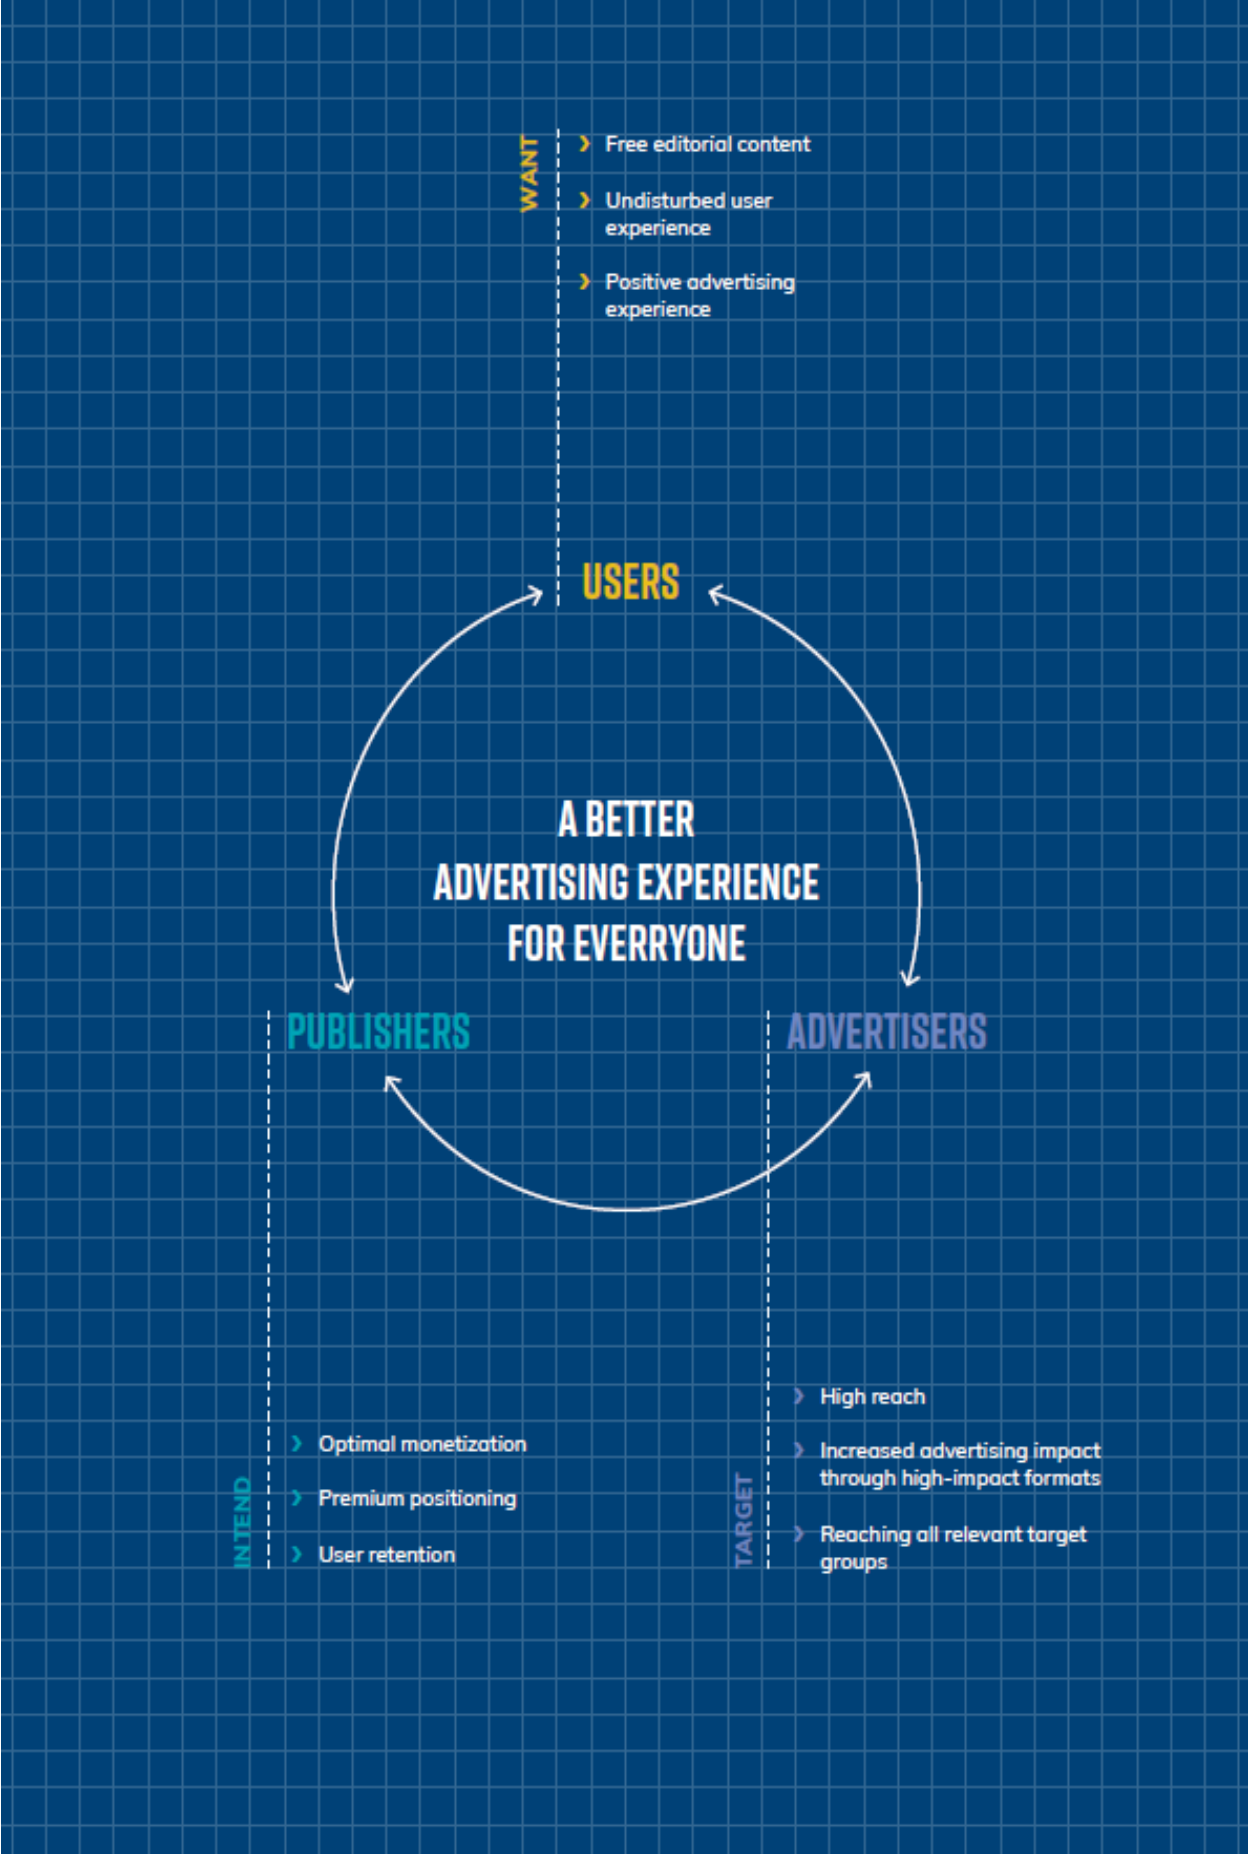 WANT
Free editorial content
Undisturbed user
experience
Positive advertising
experience
USERS
A BETTER
ADVERTISING EXPERIENCE
FOR EVERRYONE
PUBLISHERS
ADVERTISERS
INTEND
Optimal monetization
Premium positioning
User retention
TARGET
High reach
Increased advertising impact
through high-impact formats
Reaching all relevant target
groups